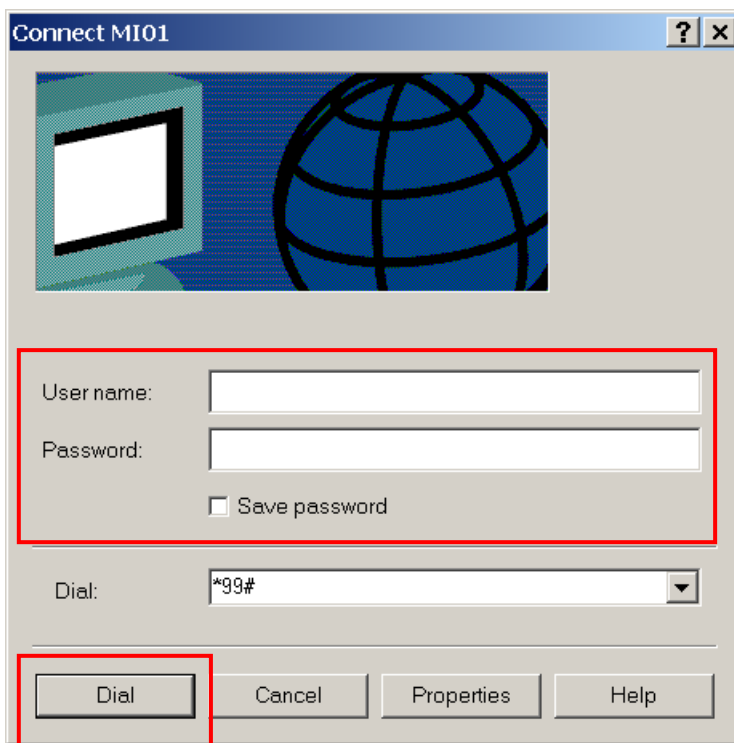 Connect MI01
User name:
Password:
Save password
Dial: *99#
Dial Cancel Properties Help